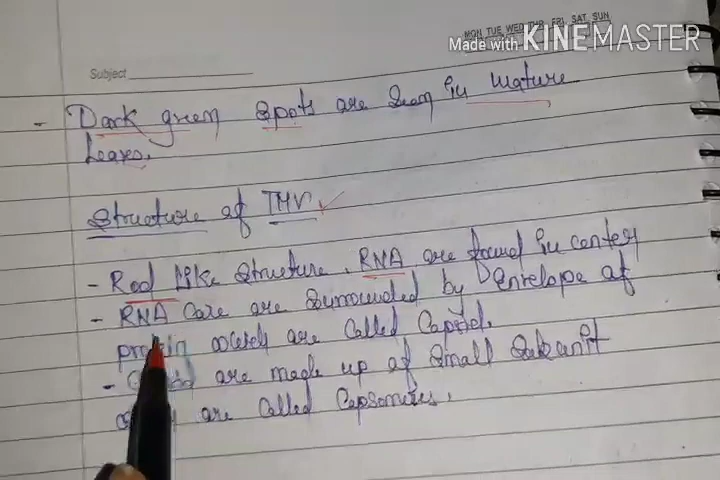 MON TUE WED THR FRI SAT SUN
Made with KINEMASTER
Subject
- Dark green spots are seen in mature
leaves.
Structure of TMV
- Rod like structure. RNA are found in center
- RNA Core are surrounded by envelope of
protein which are called Capsid.
- are made up of small subunit
are called Capsomeres.